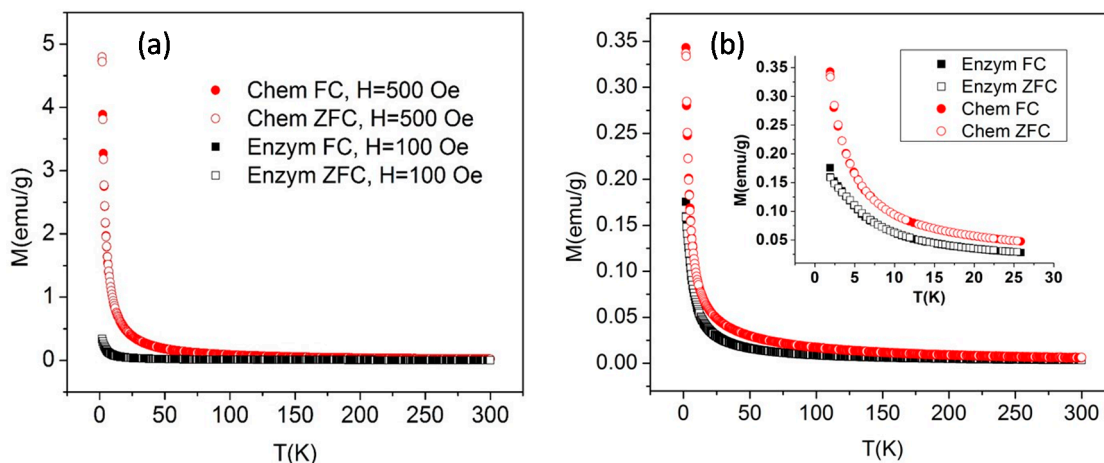 (a)
5
4
3
2
1
0
M(emu/g)
Chem FC, H=500 Oe
Chem ZFC, H=500 Oe
Enzym FC, H=100 Oe
Enzym ZFC, H=100 Oe
0 50 100 150 200 250 300
T(K)
(b)
0.35
0.30
0.25
0.20
0.15
0.10
0.05
0.00
M(emu/g)
0.35
0.30
0.25
0.20
0.15
0.10
0.05
M(emu/g)
Enzym FC
Enzym ZFC
Chem FC
Chem ZFC
0 5 10 15 20 25 30
T(K)
0 50 100 150 200 250 300
T(K)